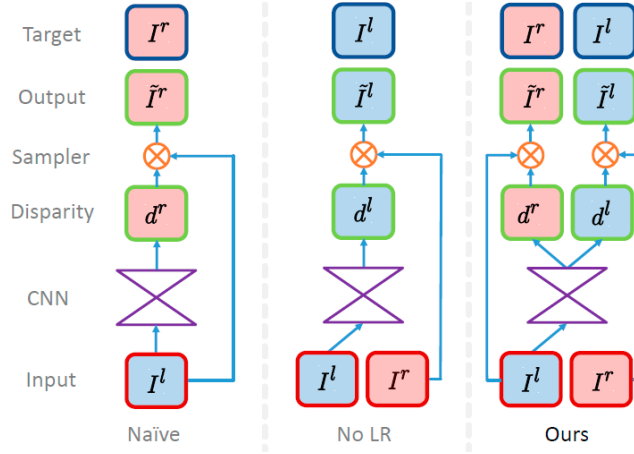 Target I^r I^l I^r I^l
Output Ĩ^r Ĩ^l Ĩ^r Ĩ^l
Sampler
Disparity d^r d^l d^r d^l
CNN
Input I^l I^l I^r I^l I^r
Naïve No LR Ours